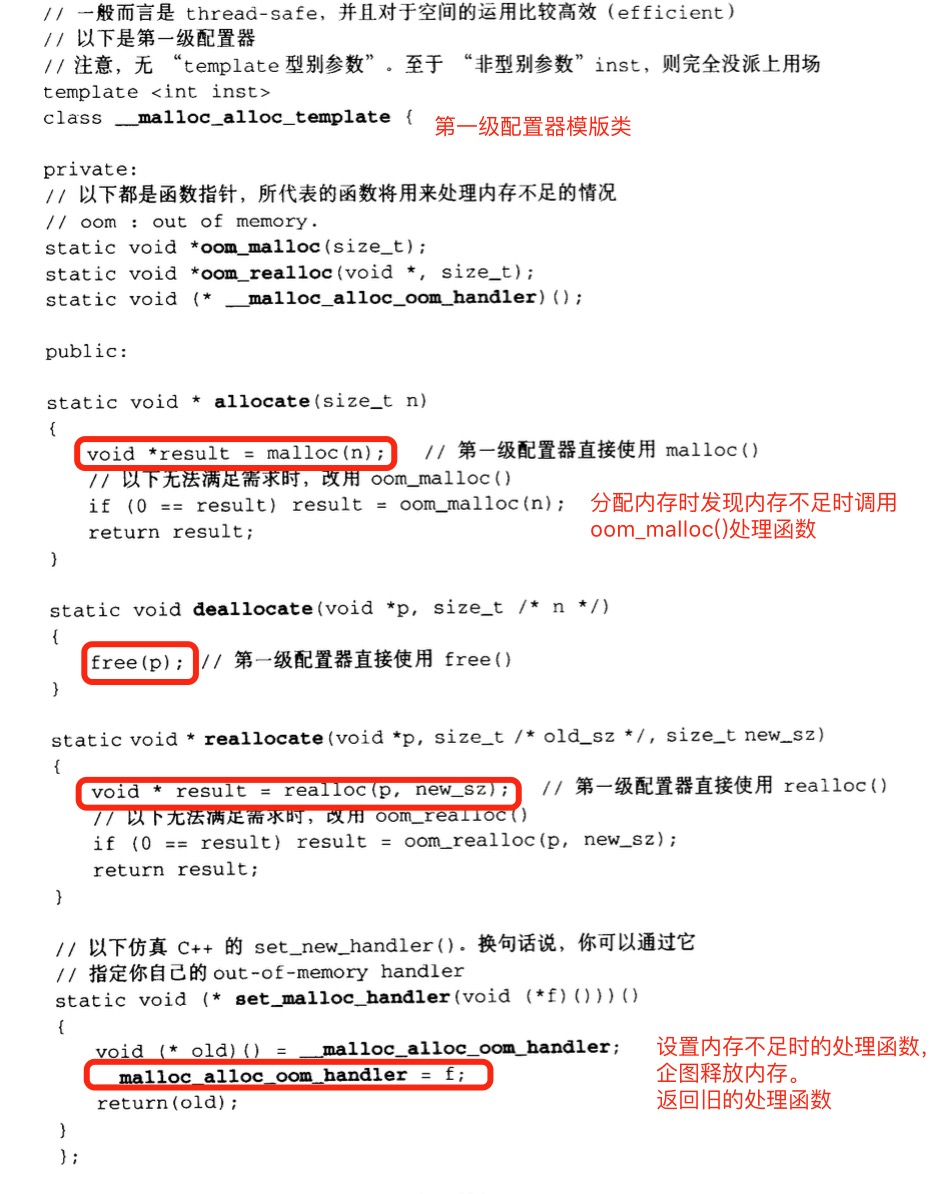 // 一般而言是 thread-safe，并且对于空间的运用比较高效（efficient）
// 以下是第一级配置器
// 注意，无 “template 型别参数”。至于 “非型别参数” inst，则完全没派上用场
template <int inst>
class __malloc_alloc_template {
第一级配置器模版类
private:
// 以下都是函数指针，所代表的函数将用来处理内存不足的情况
// oom : out of memory.
static void *oom_malloc(size_t);
static void *oom_realloc(void *, size_t);
static void (* __malloc_alloc_oom_handler)();
public:
static void * allocate(size_t n)
{
void *result = malloc(n); // 第一级配置器直接使用 malloc()
// 以下无法满足需求时，改用 oom_malloc()
if (0 == result) result = oom_malloc(n);
return result;
}
分配内存时发现内存不足时调用
oom_malloc()处理函数
static void deallocate(void *p, size_t /* n */)
{
free(p); // 第一级配置器直接使用 free()
}
static void * reallocate(void *p, size_t /* old_sz */, size_t new_sz)
{
void * result = realloc(p, new_sz); // 第一级配置器直接使用 realloc()
// 以下无法满足需求时，改用 oom_realloc()
if (0 == result) result = oom_realloc(p, new_sz);
return result;
}
// 以下仿真 C++ 的 set_new_handler()。换句话说，你可以通过它
// 指定你自己的 out-of-memory handler
static void (* set_malloc_handler(void (*f)()))()
{
void (* old)() = __malloc_alloc_oom_handler;
malloc_alloc_oom_handler = f;
return(old);
}
};
设置内存不足时的处理函数,
企图释放内存。
返回旧的处理函数